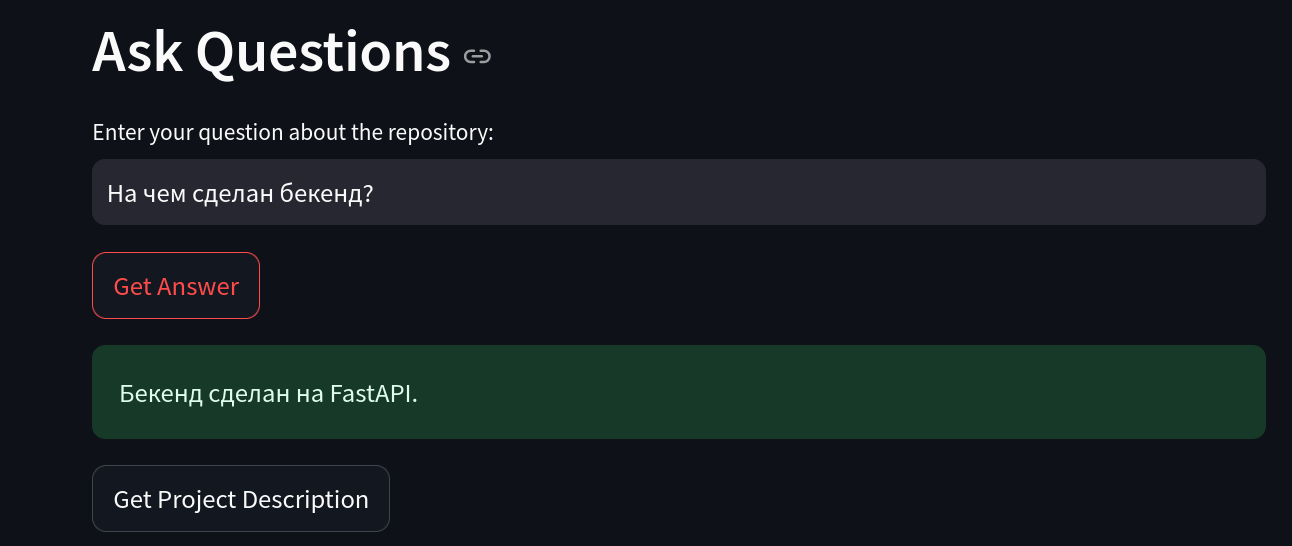 Ask Questions
Enter your question about the repository:
На чем сделан бекенд?
Get Answer
Бекенд сделан на FastAPI.
Get Project Description